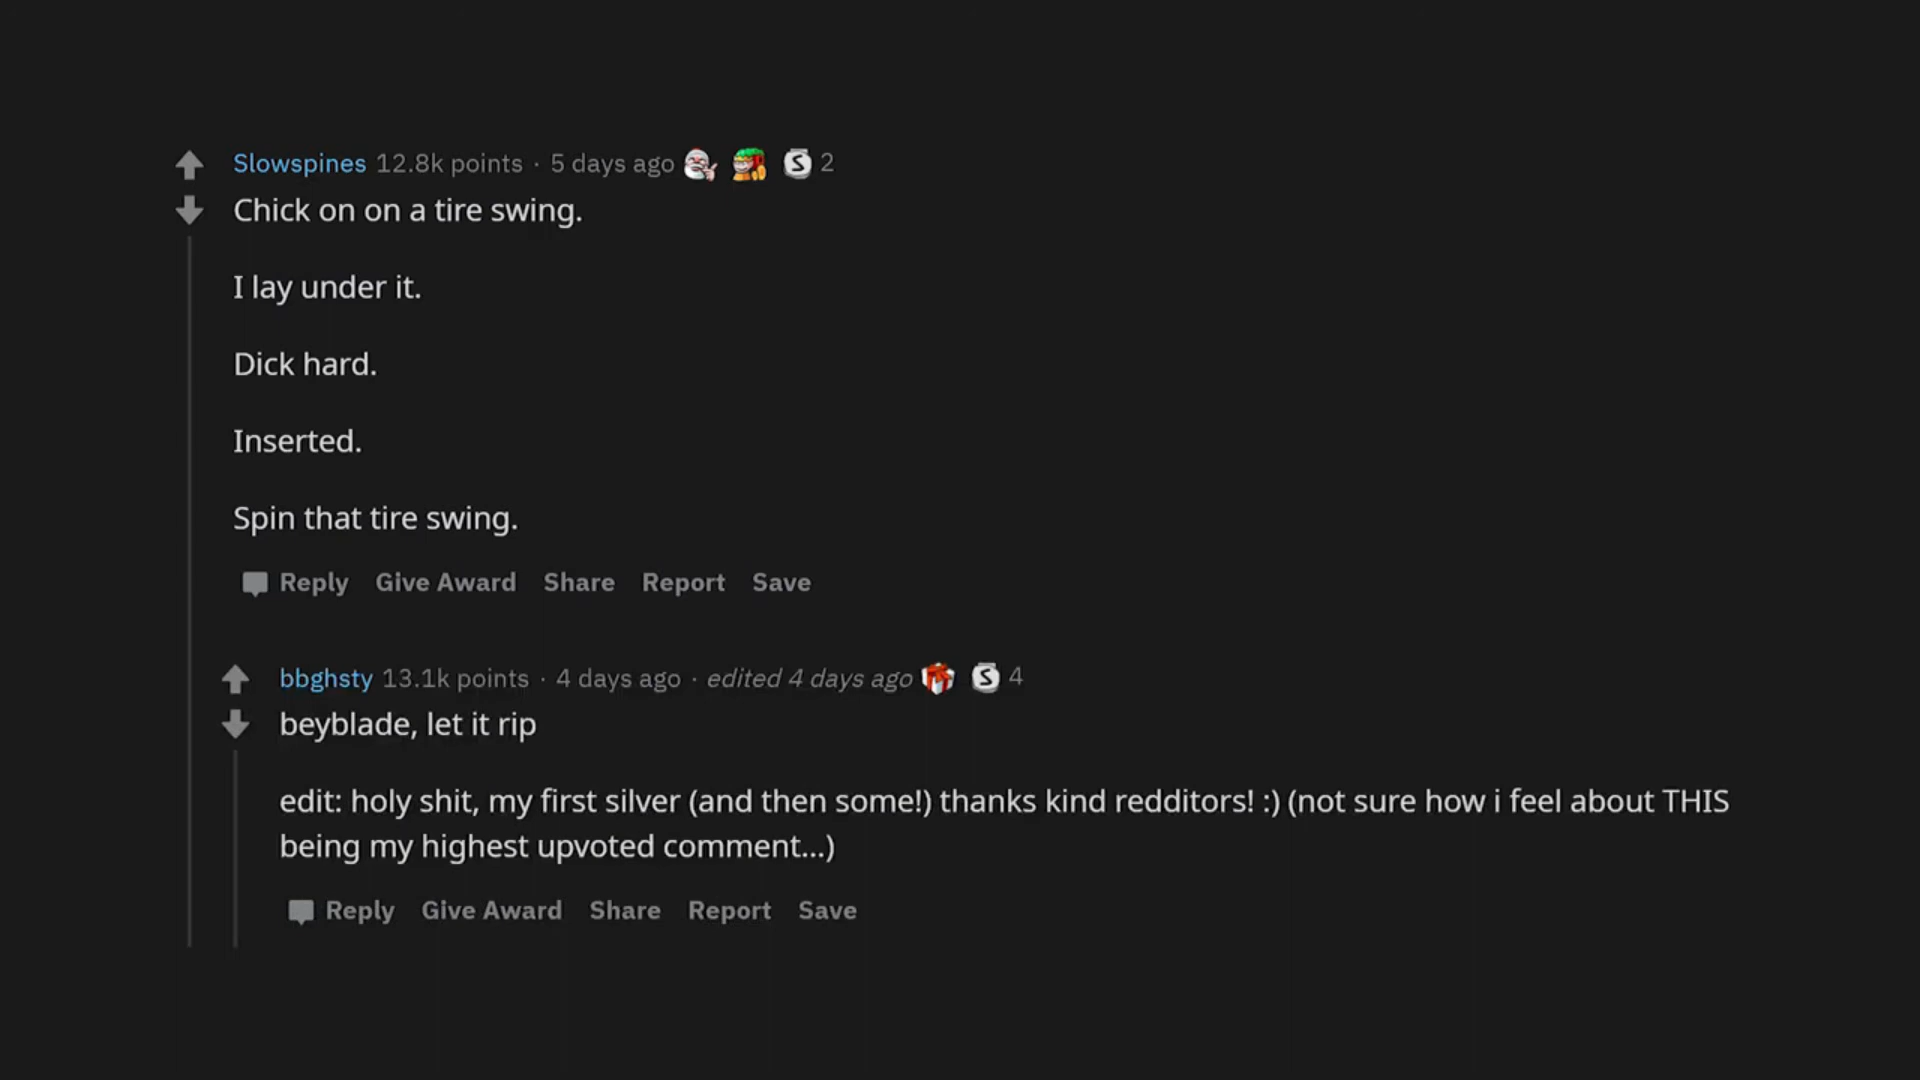 Slowspines 12.8k points · 5 days ago S 2
Chick on on a tire swing.
I lay under it.
Dick hard.
Inserted.
Spin that tire swing.
Reply Give Award Share Report Save
bbghsty 13.1k points · 4 days ago · edited 4 days ago S 4
beyblade, let it rip
edit: holy shit, my first silver (and then some!) thanks kind redditors! :) (not sure how i feel about THIS
being my highest upvoted comment...)
Reply Give Award Share Report Save